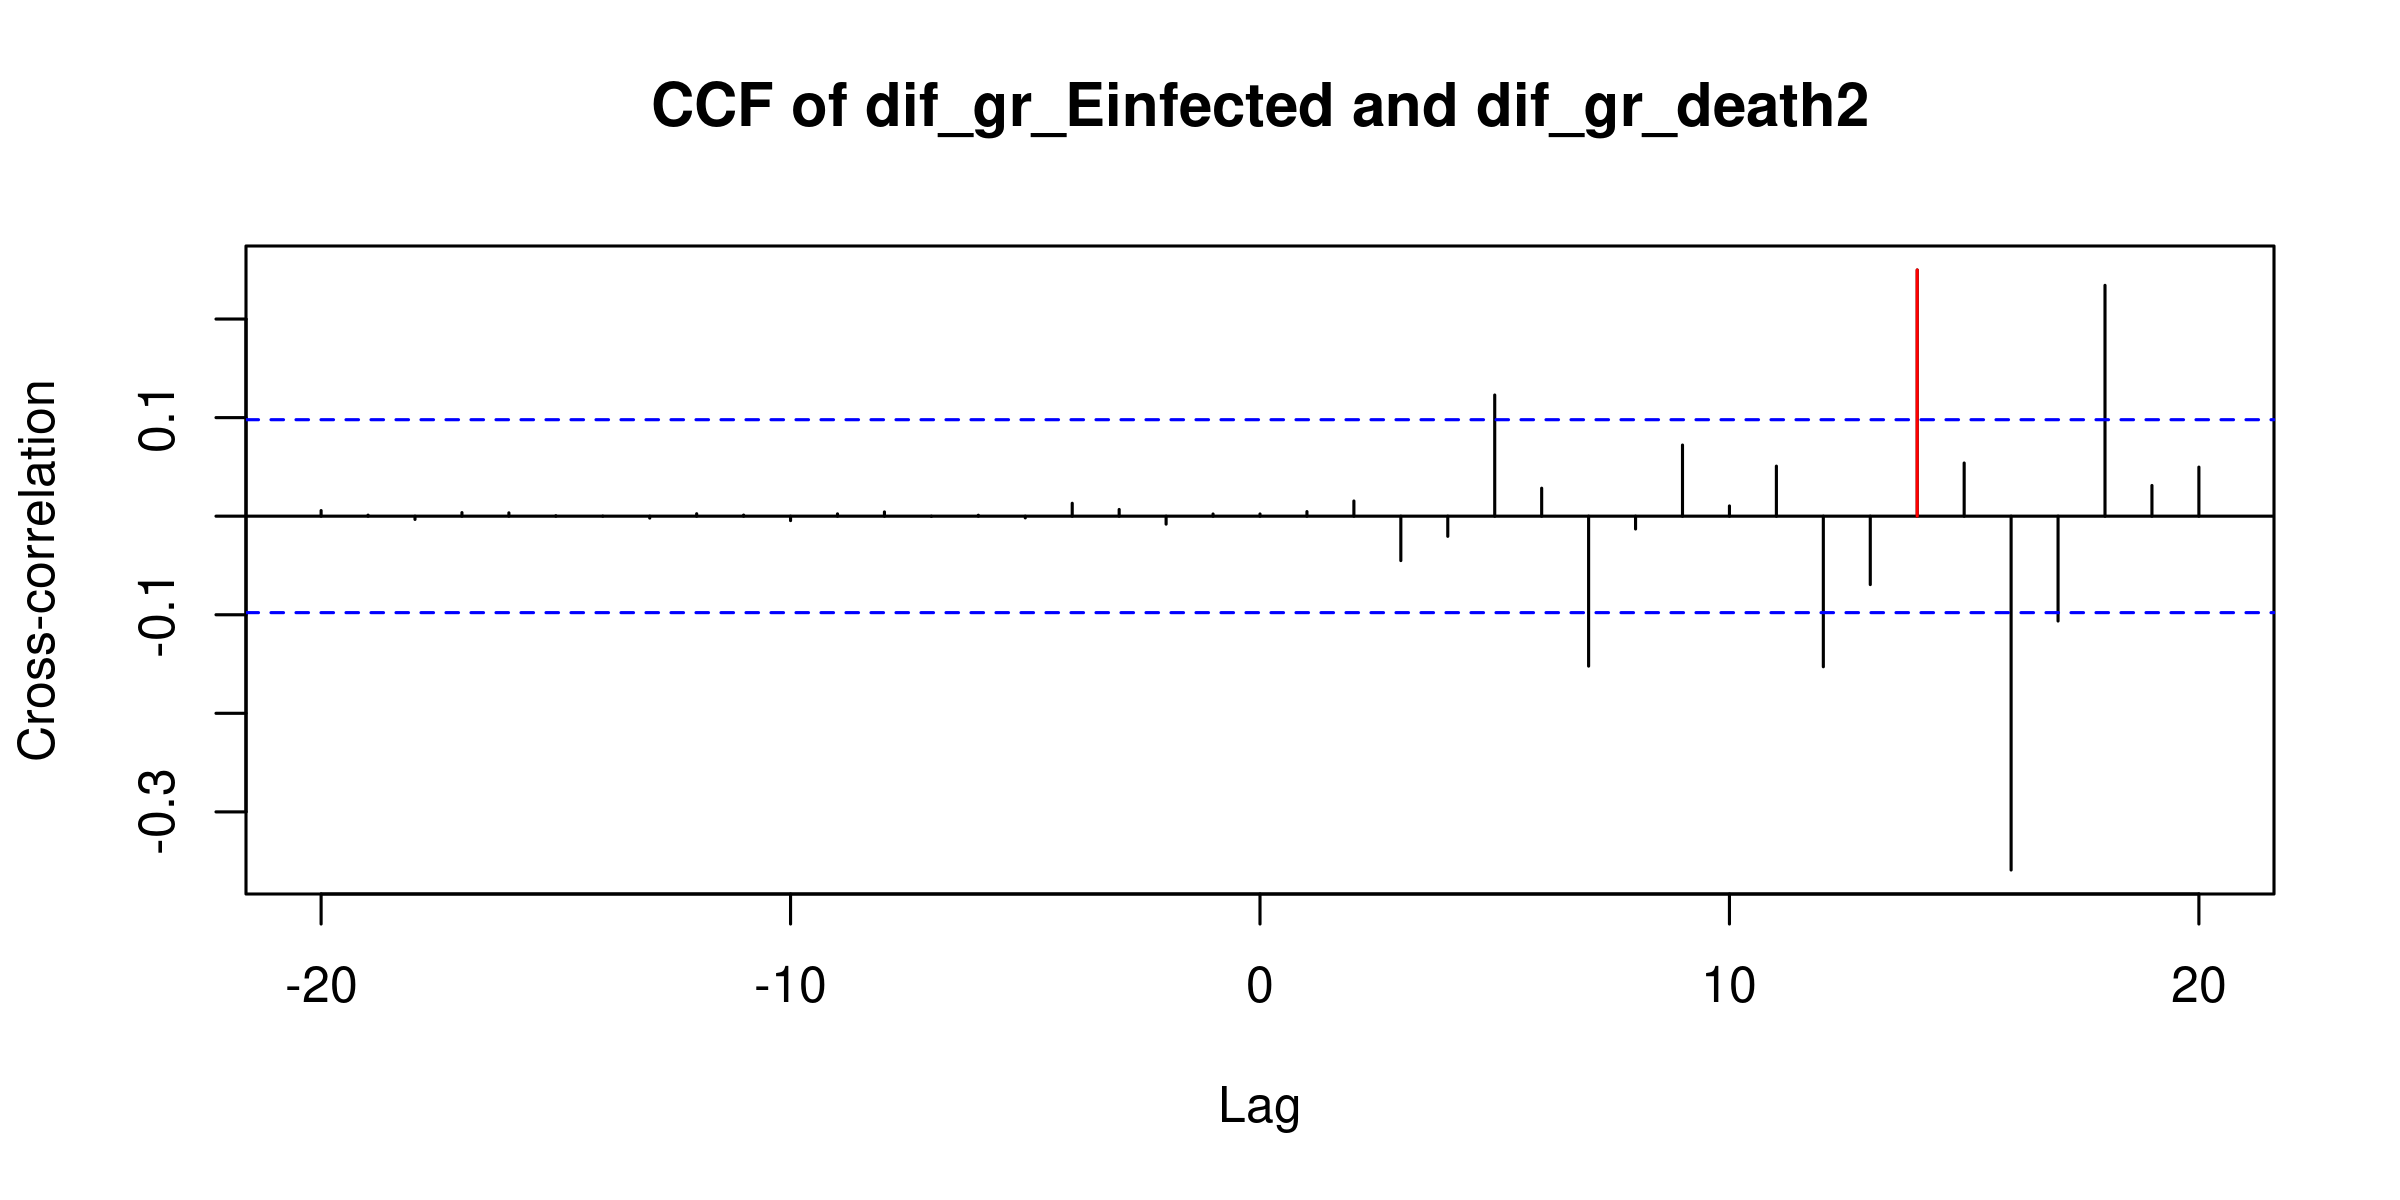 CCF of dif_gr_Einfected and dif_gr_death2
Cross-correlation
0.1
-0.1
-0.3
-20 -10 0 10 20
Lag